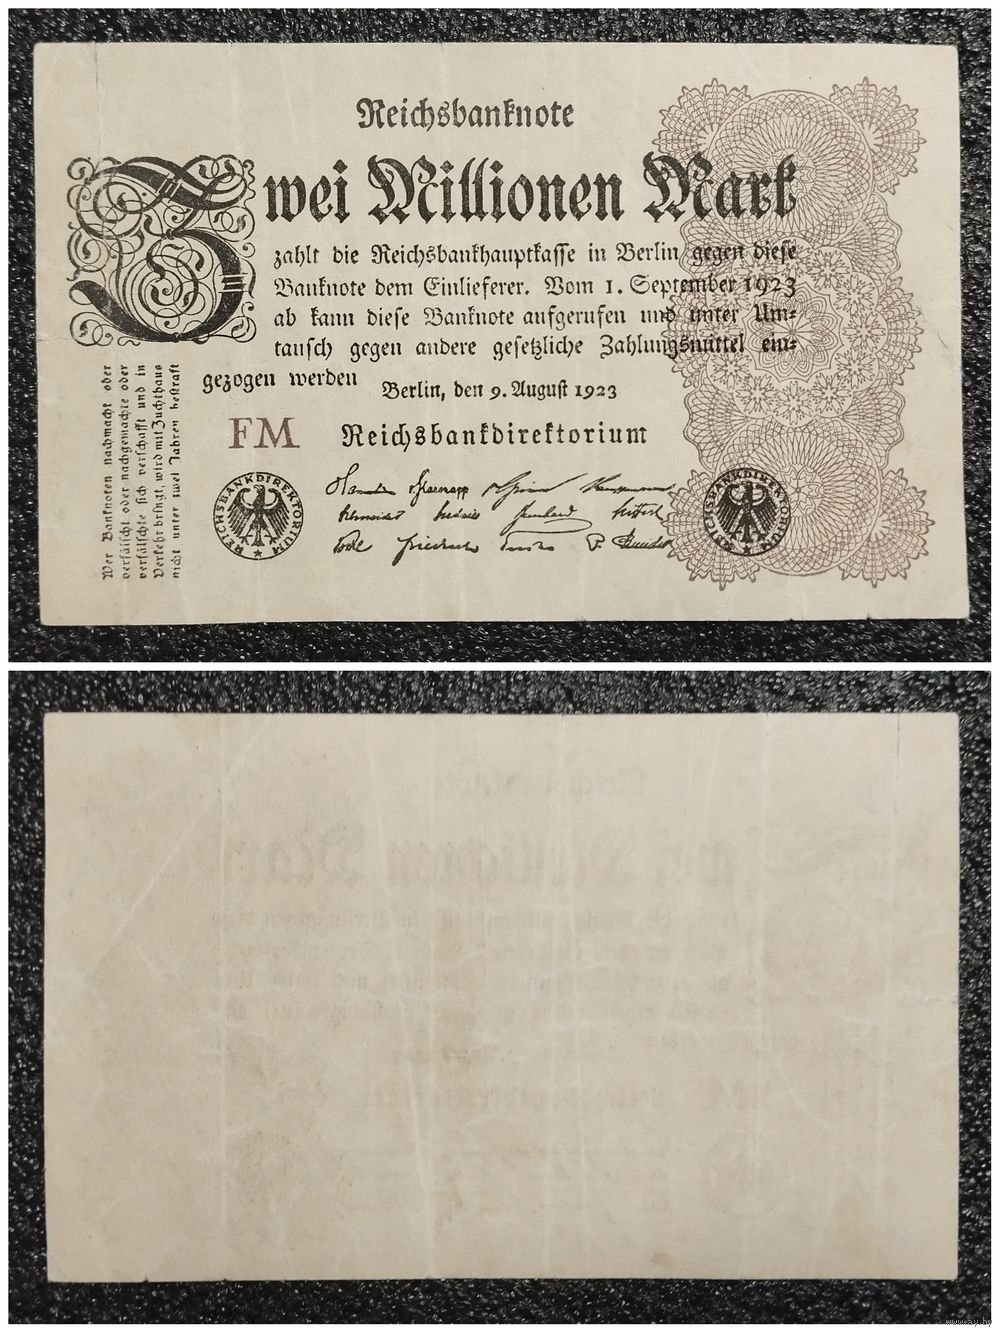 Reichsbanknote
Zwei Millionen Mark
zahlt die Reichsbankhauptkasse in Berlin gegen diese
Banknote dem Einlieferer. Vom 1. September 1923
ab kann diese Banknote aufgerufen und unter Um=
tausch gegen andere gesetzliche Zahlungsmittel ein=
gezogen werden
Berlin, den 9. August 1923
FM
Reichsbankdirektorium
Wer Banknoten nachmacht oder
verfälscht oder nachgemachte oder
verfälschte sich verschafft und in
Verkehr bringt, wird mit Zuchthaus
nicht unter zwei Jahren bestraft
REICHSBANKDIREKTORIUM
REICHSBANKDIREKTORIUM